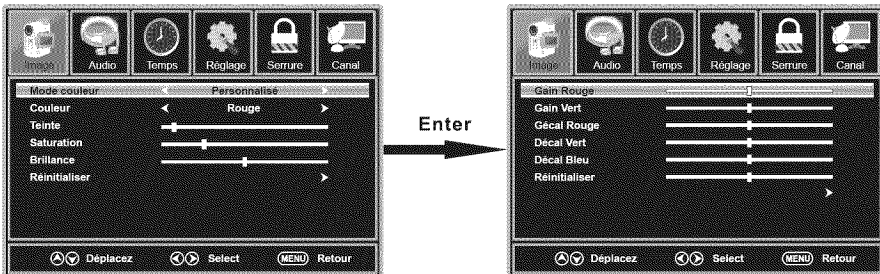 Image Audio Temps Réglage Serrure Canal
Mode couleur Personnalisé
Couleur Rouge
Teinte
Saturation
Brillance
Réinitialiser
Déplacez Select MENU Retour
Enter
Image Audio Temps Réglage Serrure Canal
Gain Rouge
Gain Vert
Gécal Rouge
Décal Vert
Décal Bleu
Réinitialiser
Déplacez Select MENU Retour